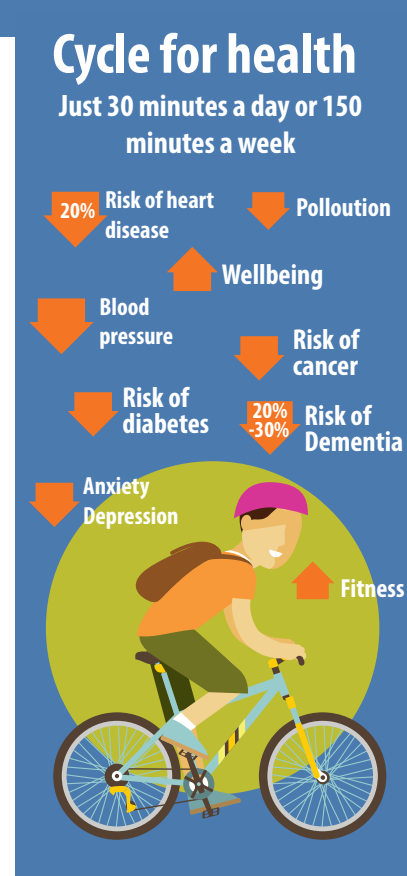 Cycle for health
Just 30 minutes a day or 150
minutes a week
20%
Risk of heart
disease
Polloution
Wellbeing
Blood
pressure
Risk of
cancer
Risk of
diabetes
20%
-30%
Risk of
Dementia
Anxiety
Depression
Fitness